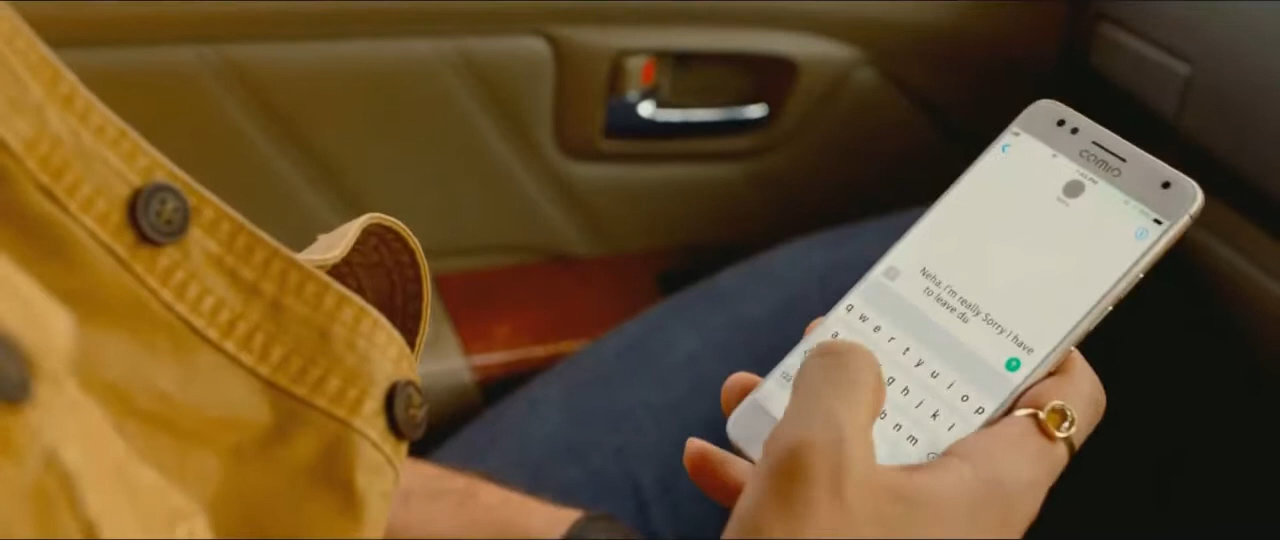 COMIO
Neha, I'm really Sorry I have
to leave du
q w e r t y u i o p
a g h j k l
b n m